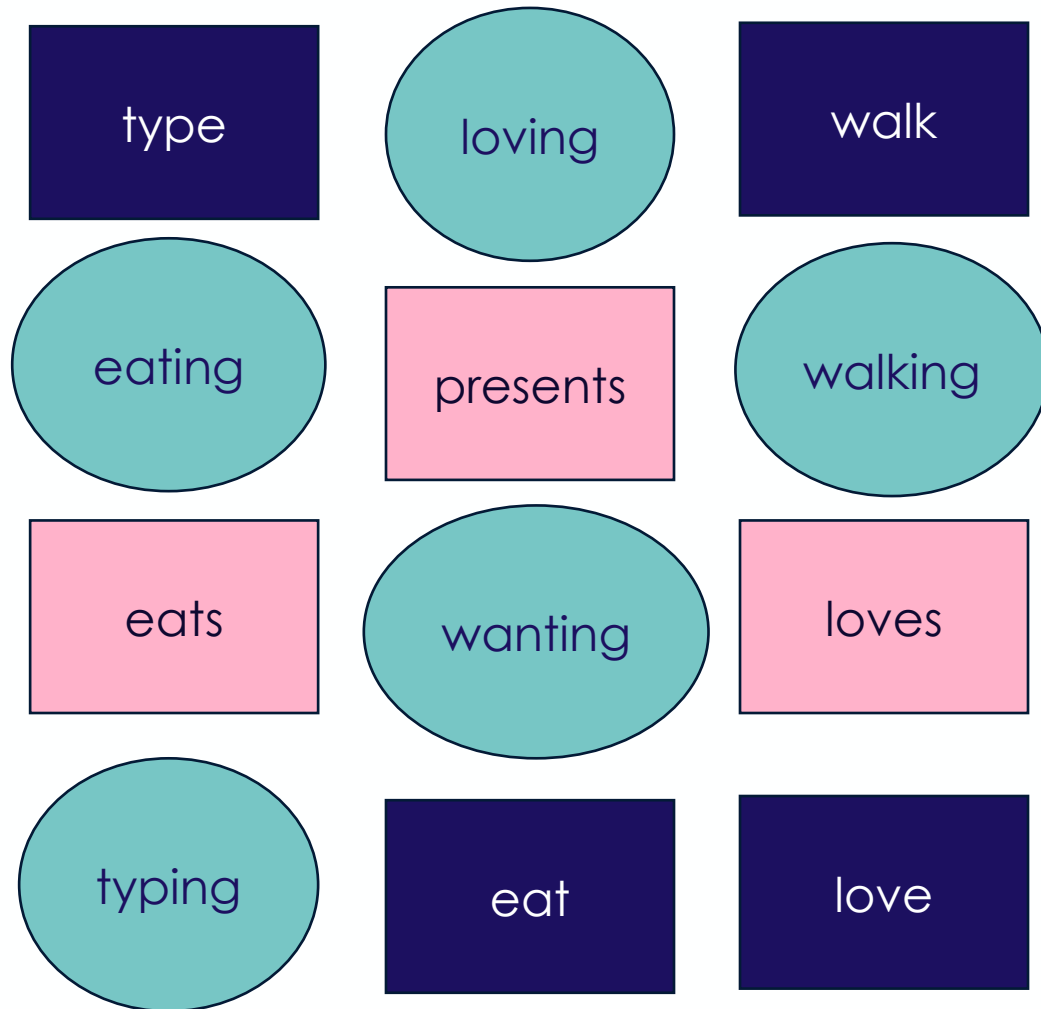 type
loving
walk
eating
presents
walking
eats
wanting
loves
typing
eat
love